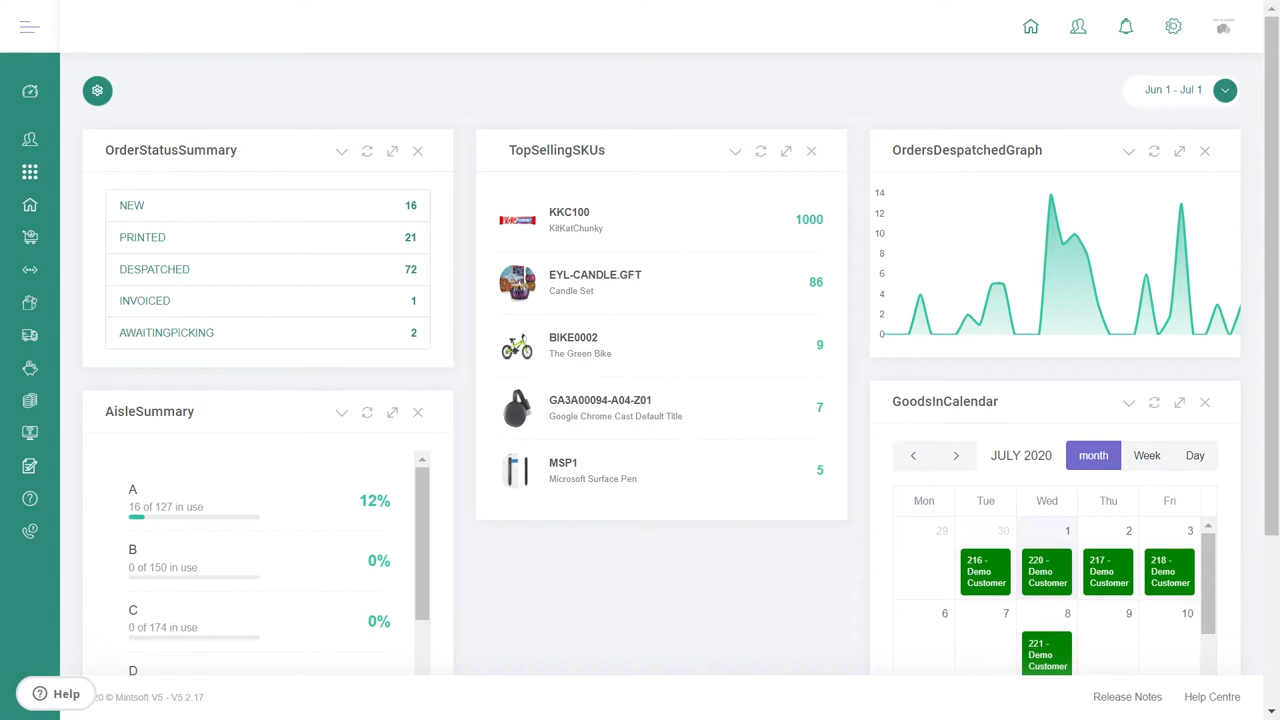 Jun 1 - Jul 1
OrderStatusSummary
NEW 16
PRINTED 21
DESPATCHED 72
INVOICED 1
AWAITINGPICKING 2
TopSellingSKUs
KKC100
KitKatChunky
1000
EYL-CANDLE.GFT
Candle Set
86
BIKE0002
The Green Bike
9
GA3A00094-A04-Z01
Google Chrome Cast Default Title
7
MSP1
Microsoft Surface Pen
5
OrdersDespatchedGraph
14
12
10
8
6
4
2
0
AisleSummary
A
16 of 127 in use
12%
B
0 of 150 in use
0%
C
0 of 174 in use
0%
D
GoodsInCalendar
JULY 2020 month Week Day
Mon Tue Wed Thu Fri
29 30 1 2 3
216 -
Demo
Customer
220 -
Demo
Customer
217 -
Demo
Customer
218 -
Demo
Customer
6 7 8 9 10
221 -
Demo
Customer
Help
20 © Mintsoft V5 - V5.2.17
Release Notes Help Centre